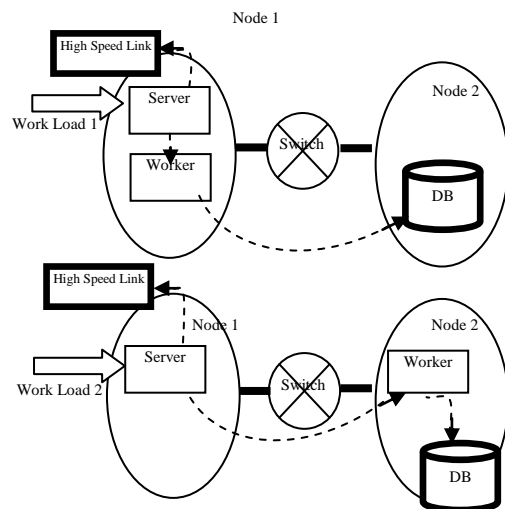 Node 1
High Speed Link
Node 2
Server
Work Load 1
Switch
Worker
DB
High Speed Link
Node 1
Node 2
Server
Worker
Switch
Work Load 2
DB